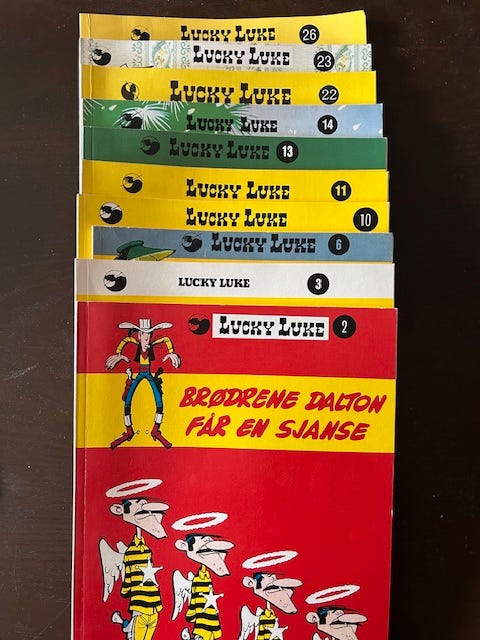 LUCKY LUKE 26
LUCKY LUKE 23
LUCKY LUKE 22
LUCKY LUKE 14
LUCKY LUKE 13
LUCKY LUKE 11
LUCKY LUKE 10
LUCKY LUKE 6
LUCKY LUKE 3
LUCKY LUKE 2
BRØDRENE DALTON
FÅR EN SJANSE